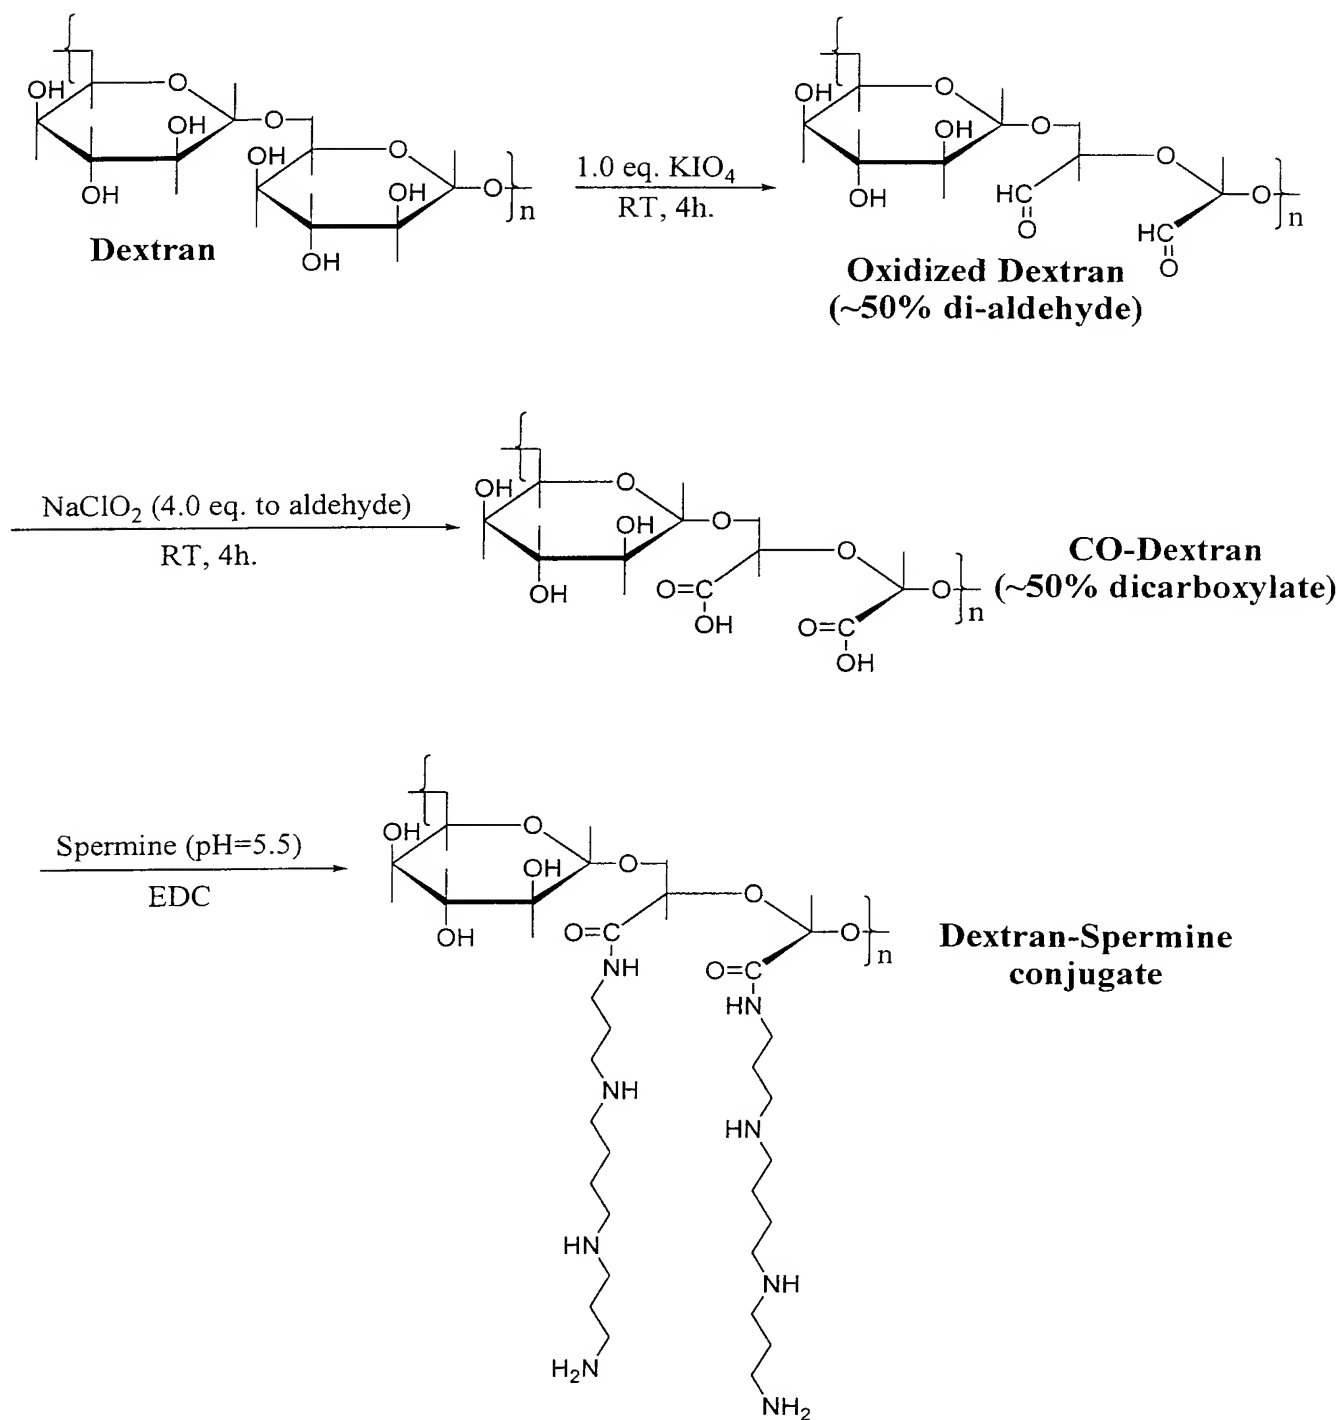 OH
O
OH
O
OH
OH
O
OH
O
n
OH
OH
Dextran
1.0 eq. KIO4
RT, 4h.
OH
O
OH
O
OH
O
O
n
HC
O
HC
O
Oxidized Dextran
(~50% di-aldehyde)
NaClO2 (4.0 eq. to aldehyde)
RT, 4h.
OH
O
OH
O
OH
O
O
n
O=C
OH
O=C
OH
CO-Dextran
(~50% dicarboxylate)
Spermine (pH=5.5)
EDC
OH
O
OH
O
OH
O
O
n
O=C
NH
O=C
HN
NH
HN
HN
NH
H2N
NH2
Dextran-Spermine
conjugate